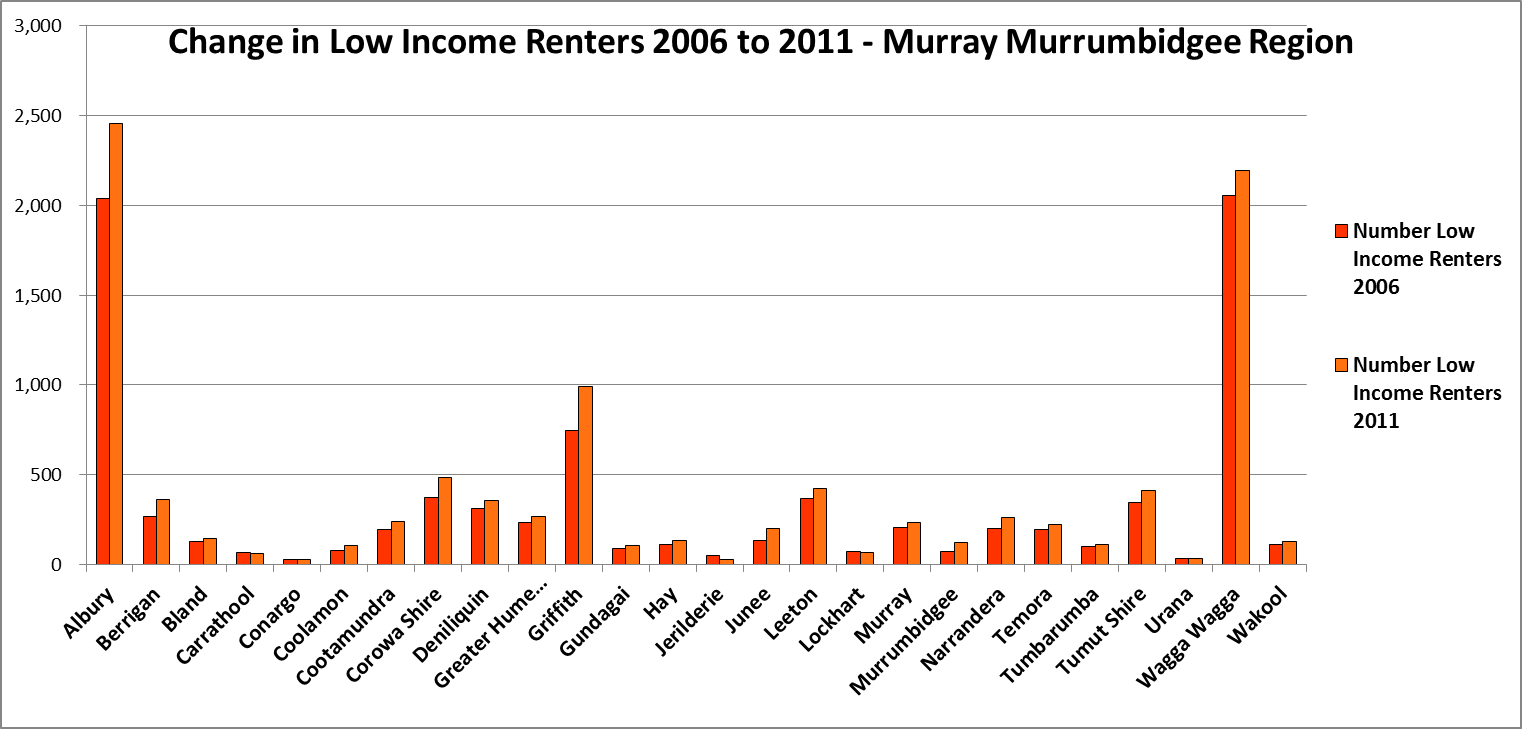 Change in Low Income Renters 2006 to 2011 - Murray Murrumbidgee Region
3,000
2,500
2,000
1,500
1,000
500
0
Albury
Berrigan
Bland
Carrathool
Conargo
Coolamon
Cootamundra
Corowa Shire
Deniliquin
Greater Hume...
Griffith
Gundagai
Hay
Jerilderie
Junee
Leeton
Lockhart
Murray
Murrumbidgee
Narrandera
Temora
Tumbarumba
Tumut Shire
Urana
Wagga Wagga
Wakool
Number Low
Income Renters
2006
Number Low
Income Renters
2011